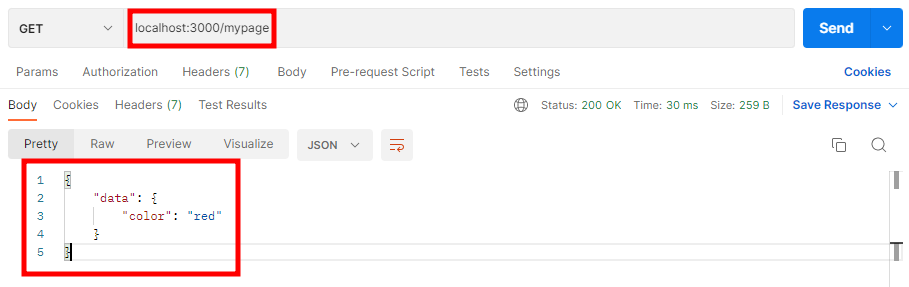 GET localhost:3000/mypage Send
Params Authorization Headers (7) Body Pre-request Script Tests Settings Cookies
Body Cookies Headers (7) Test Results Status: 200 OK Time: 30 ms Size: 259 B Save Response
Pretty Raw Preview Visualize JSON
1 {
2 "data": {
3 "color": "red"
4 }
5 }